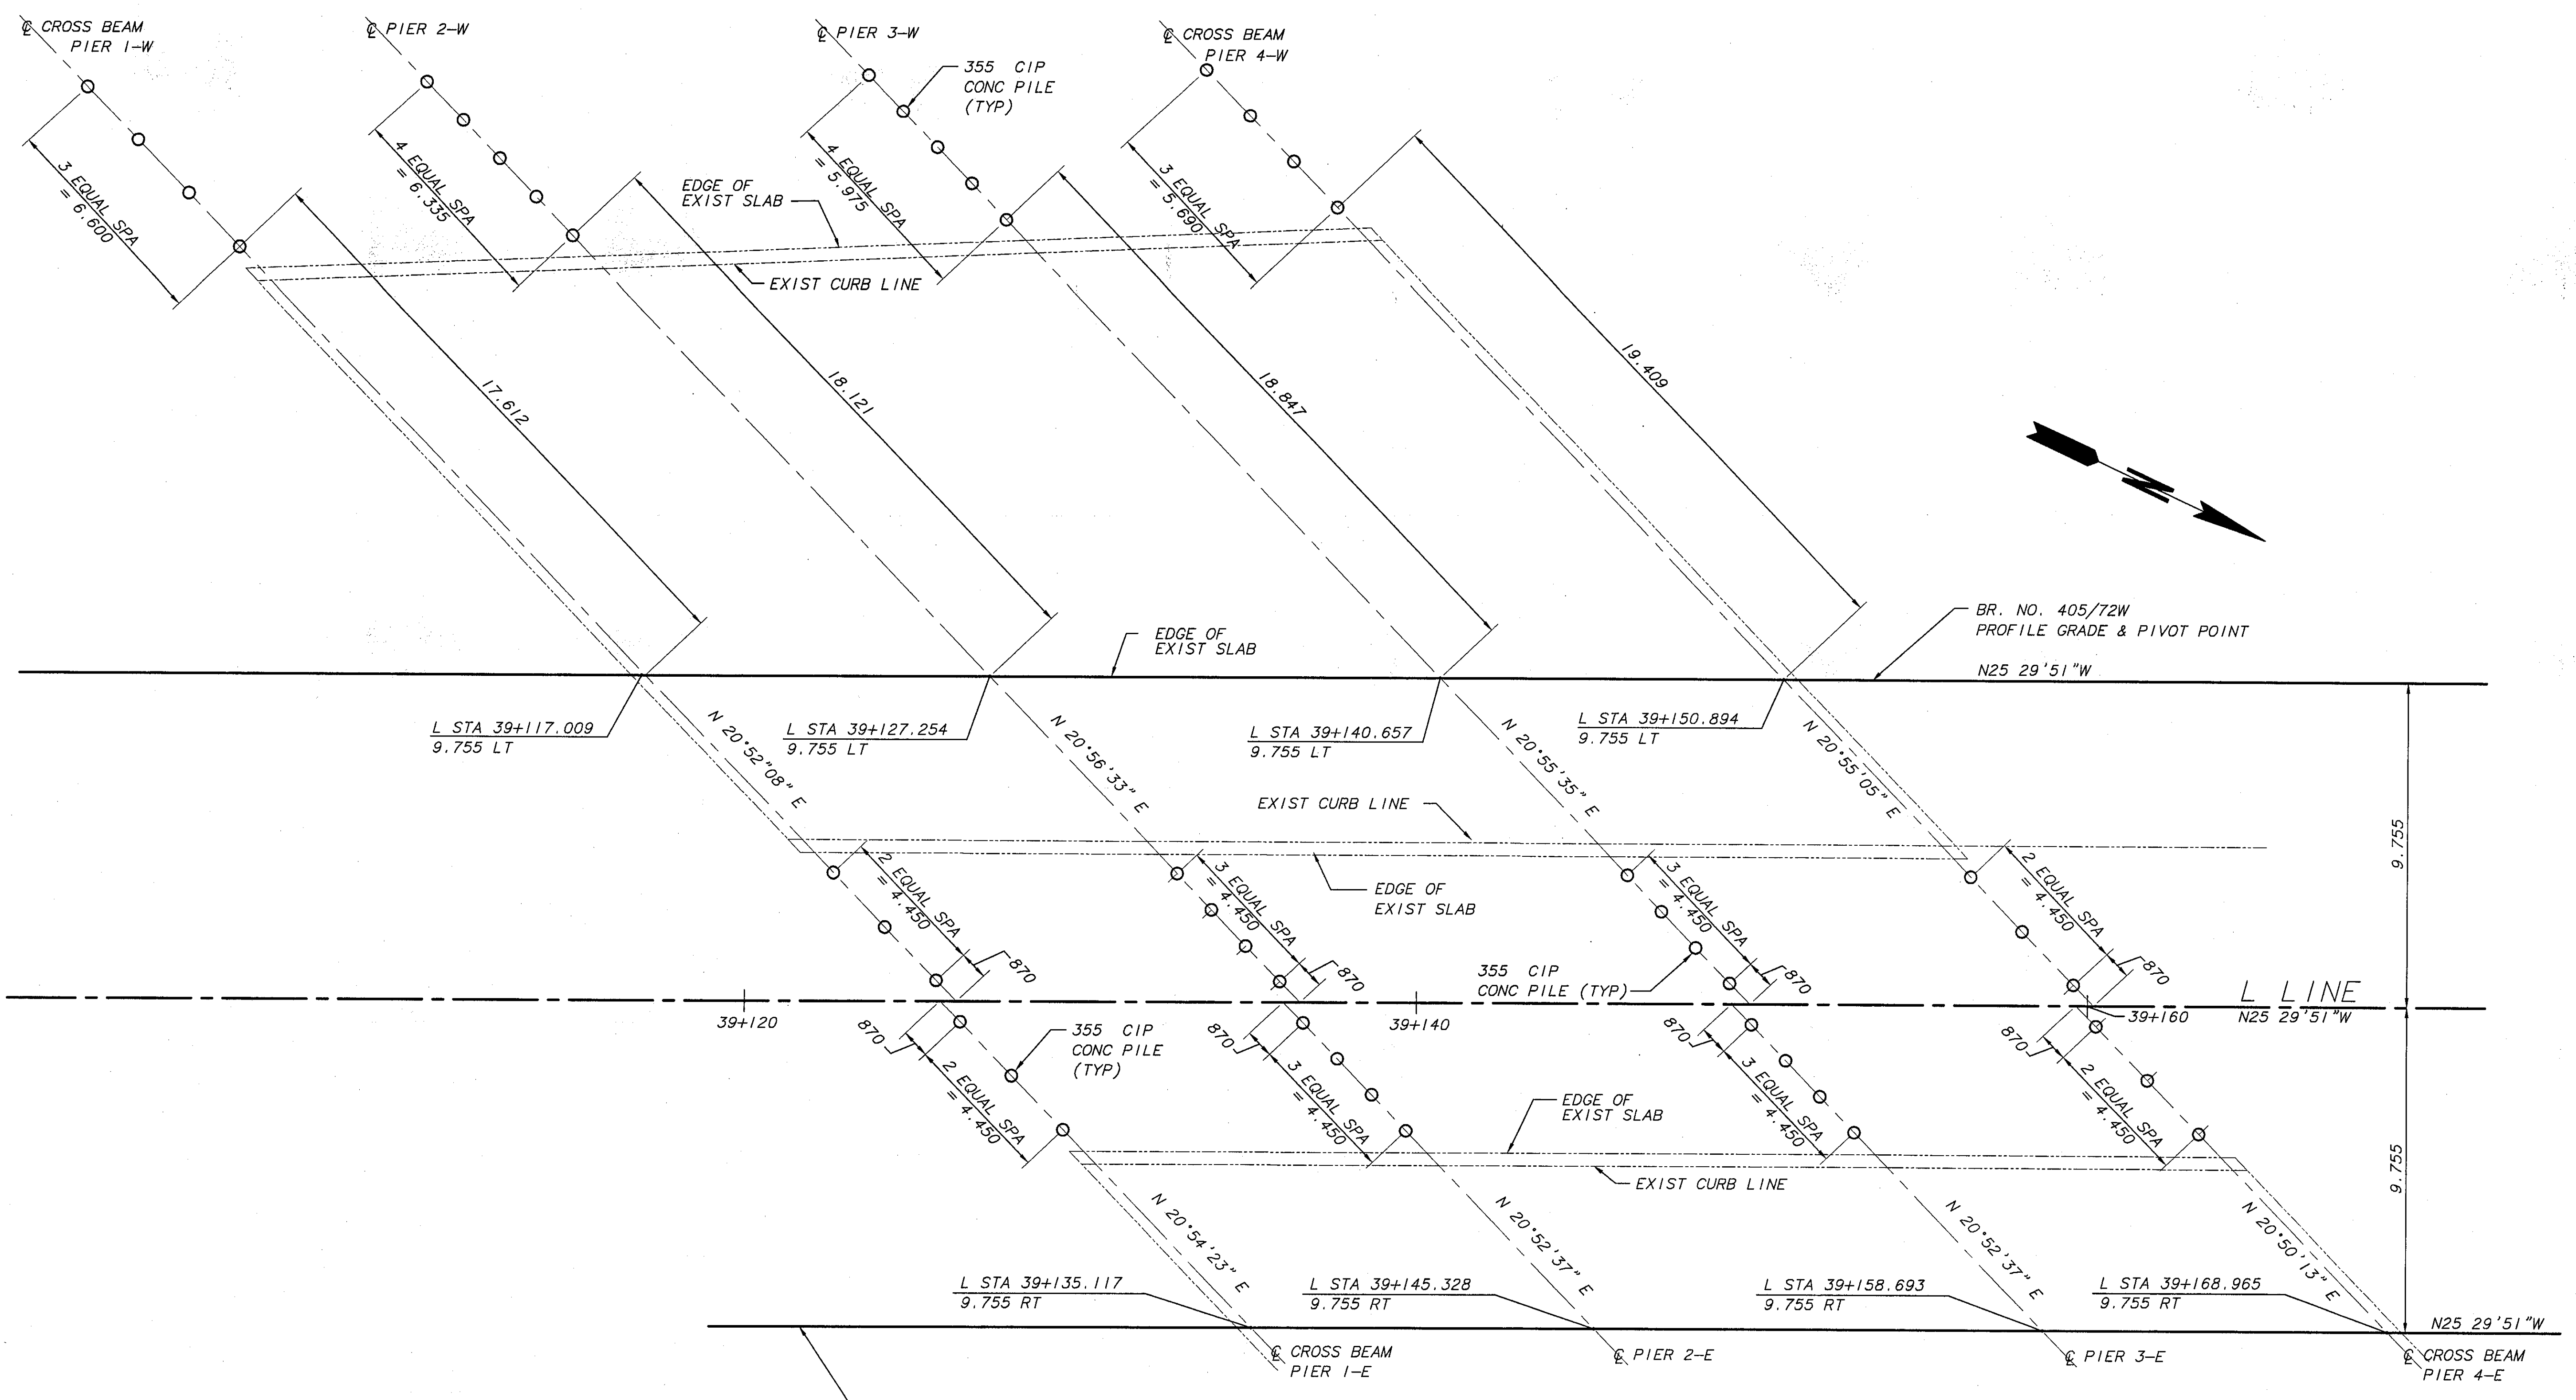 ℄ CROSS BEAM
PIER 1-W
℄ PIER 2-W
℄ PIER 3-W
℄ CROSS BEAM
PIER 4-W
355 CIP
CONC PILE
(TYP)
3 EQUAL SPA
= 6.600
4 EQUAL SPA
= 6.335
4 EQUAL SPA
= 5.975
3 EQUAL SPA
= 5.690
EDGE OF
EXIST SLAB
EXIST CURB LINE
17.612
18.121
18.847
19.409
N
BR. NO. 405/72W
PROFILE GRADE & PIVOT POINT
EDGE OF
EXIST SLAB
N25 29'51"W
L STA 39+117.009
9.755 LT
L STA 39+127.254
9.755 LT
L STA 39+140.657
9.755 LT
L STA 39+150.894
9.755 LT
N 20°52"08" E
N 20°56'33" E
N 20°55'35" E
N 20°55'05" E
9.755
EXIST CURB LINE
EDGE OF
EXIST SLAB
2 EQUAL SPA
= 4.450
870
3 EQUAL SPA
= 4.450
870
3 EQUAL SPA
= 4.450
870
2 EQUAL SPA
= 4.450
870
355 CIP
CONC PILE (TYP)
L LINE
N25 29'51"W
39+120
39+140
39+160
355 CIP
CONC PILE
(TYP)
870
2 EQUAL SPA
= 4.450
870
3 EQUAL SPA
= 4.450
870
3 EQUAL SPA
= 4.450
870
2 EQUAL SPA
= 4.450
EDGE OF
EXIST SLAB
EXIST CURB LINE
9.755
N 20°54'23" E
N 20°52'37" E
N 20°52'37" E
N 20°50'13" E
L STA 39+135.117
9.755 RT
L STA 39+145.328
9.755 RT
L STA 39+158.693
9.755 RT
L STA 39+168.965
9.755 RT
N25 29'51"W
℄ CROSS BEAM
PIER 1-E
℄ PIER 2-E
℄ PIER 3-E
℄ CROSS BEAM
PIER 4-E